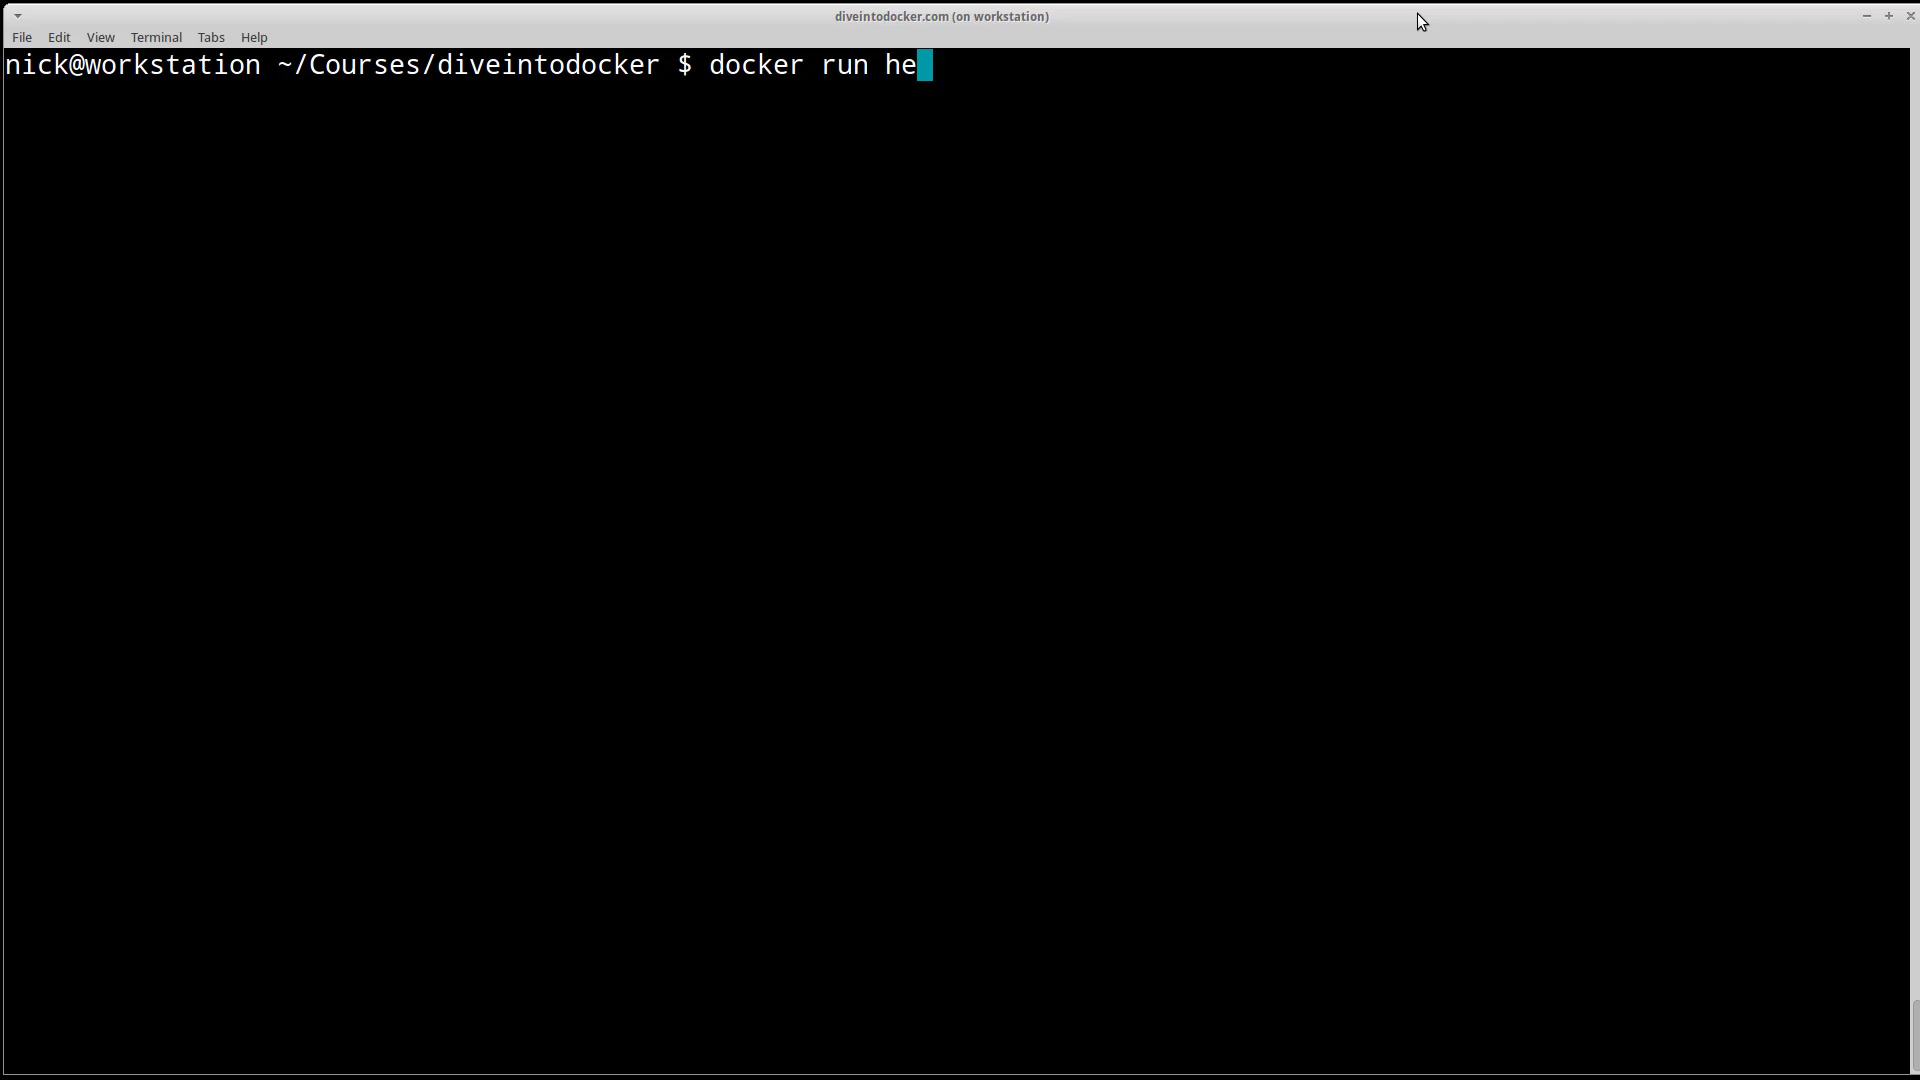 diveintodocker.com (on workstation)
File Edit View Terminal Tabs Help
nick@workstation ~/Courses/diveintodocker $ docker run he